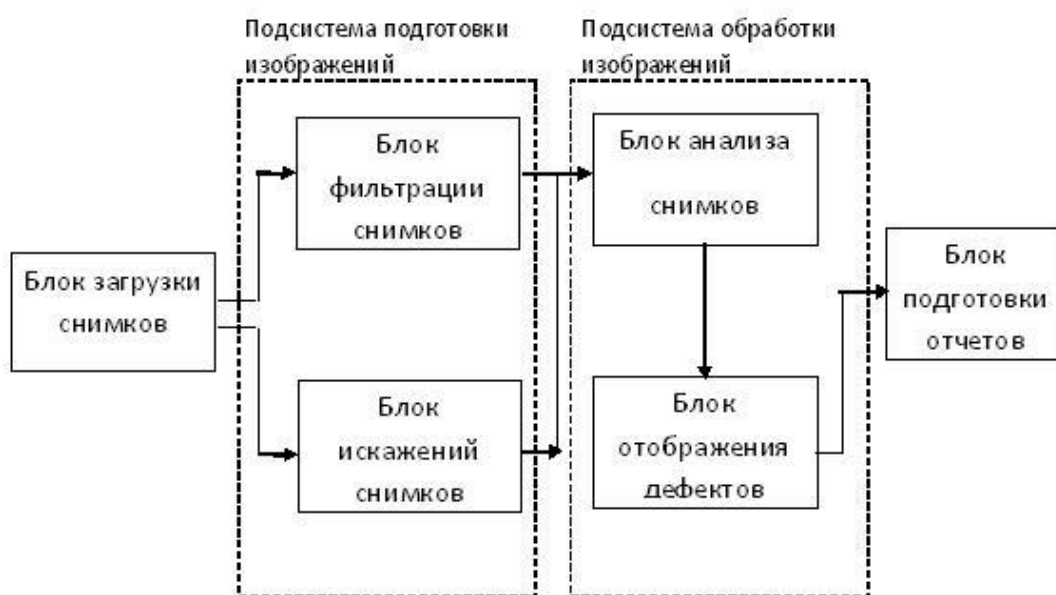 Подсистема подготовки
изображений
Подсистема обработки
изображений
Блок загрузки
снимков
Блок
фильтрации
снимков
Блок
искажений
снимков
Блок анализа
снимков
Блок
отображения
дефектов
Блок
подготовки
отчетов